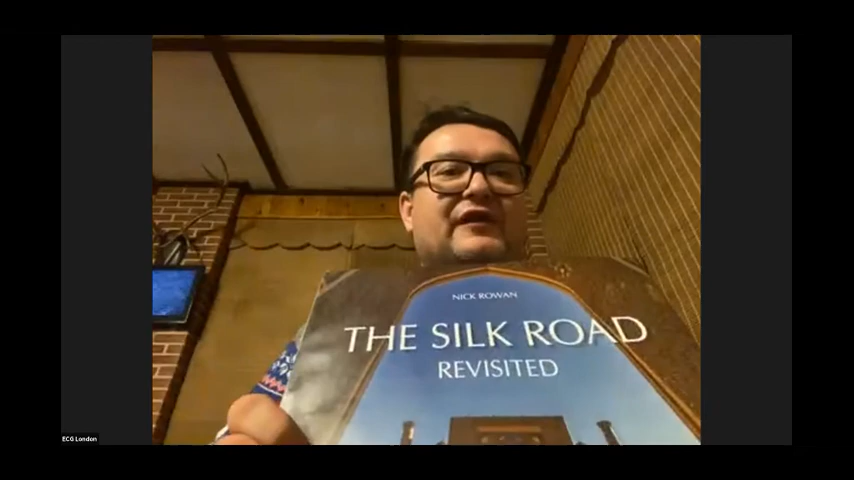 NICK ROWAN
THE SILK ROAD
REVISITED
ECG London